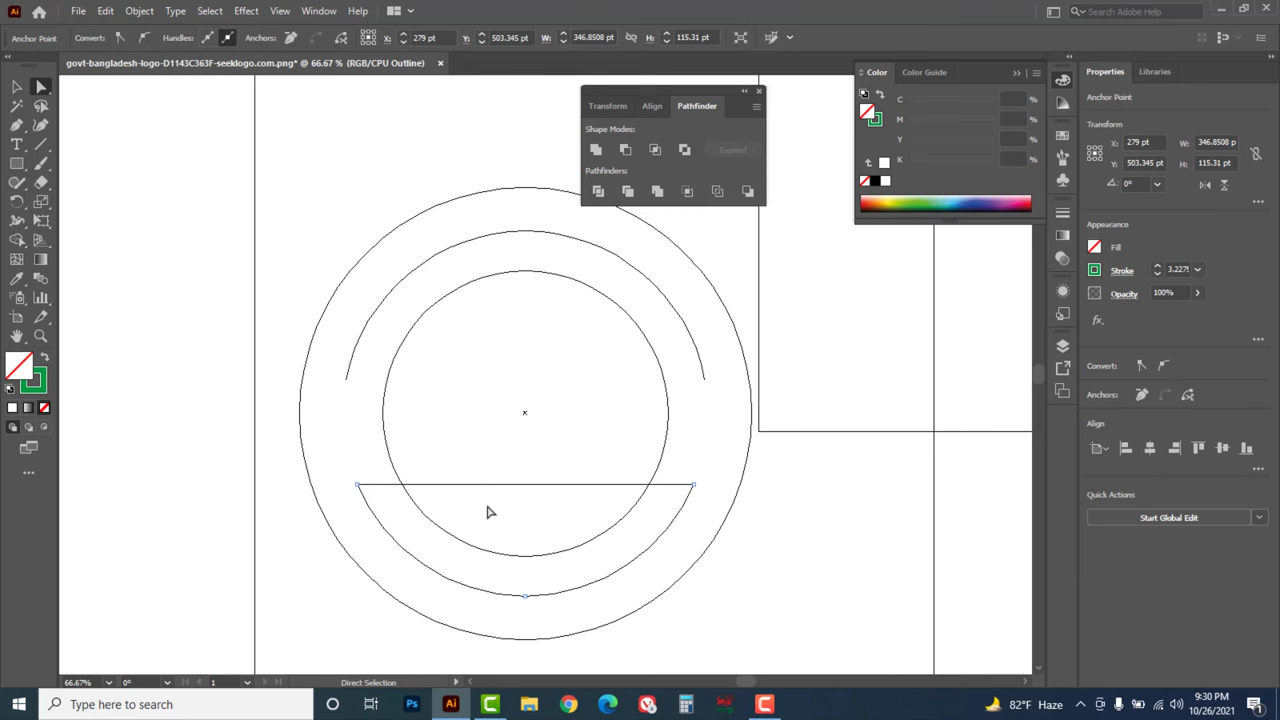 Ai File Edit Object Type Select Effect View Window Help Search Adobe Help
Anchor Point Convert: Handles: Anchors: X: 279 pt Y: 503.345 pt W: 346.8508 pt H: 115.31 pt
govt-bangladesh-logo-D1143C363F-seeklogo.com.png* @ 66.67 % (RGB/CPU Outline) ×
Transform Align Pathfinder
Shape Modes:
Expand
Pathfinders:
Color Color Guide
C %
M %
Y %
K %
Properties Libraries
Anchor Point
Transform
X: 279 pt W: 346.8508 p
Y: 503.345 pt H: 115.31 pt
0°
Appearance
Fill
Stroke 3.2275
Opacity 100%
fx.
Convert:
Anchors:
Align
Quick Actions
Start Global Edit
66.67% 0° 1 Direct Selection
Type here to search Ps Ai 82°F Haze 9:30 PM
10/26/2021